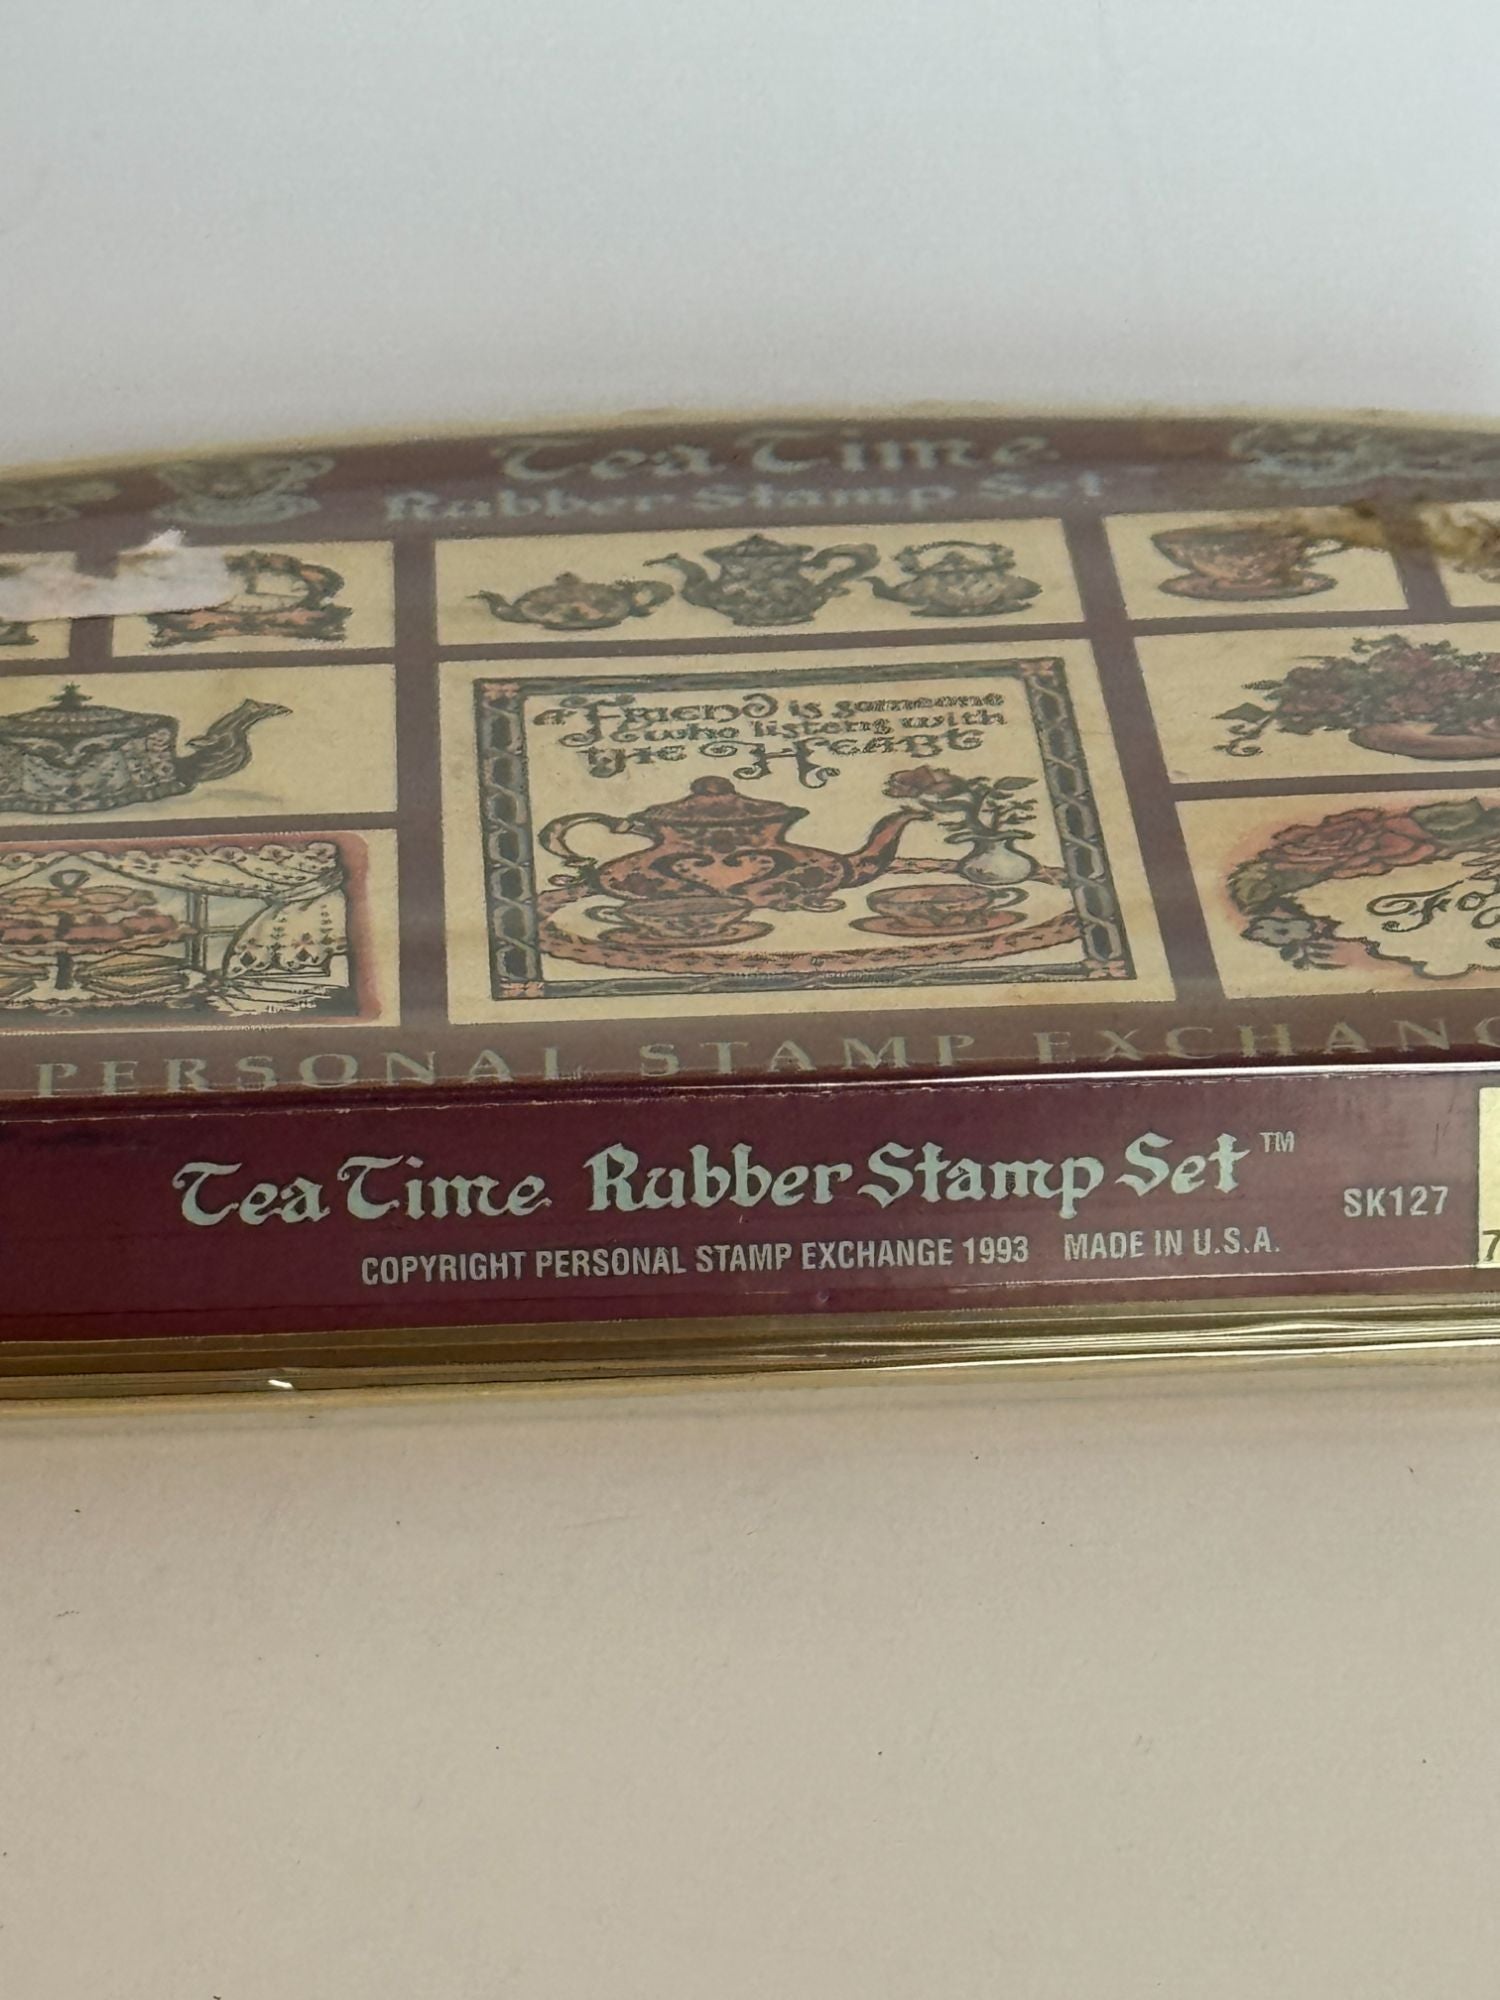 Tea Time
Rubber Stamp Set
a Friend is someone
who listens with
the Heart
PERSONAL STAMP EXCHANG
Tea Time Rubber Stamp Set™
SK127
COPYRIGHT PERSONAL STAMP EXCHANGE 1993 MADE IN U.S.A.
7